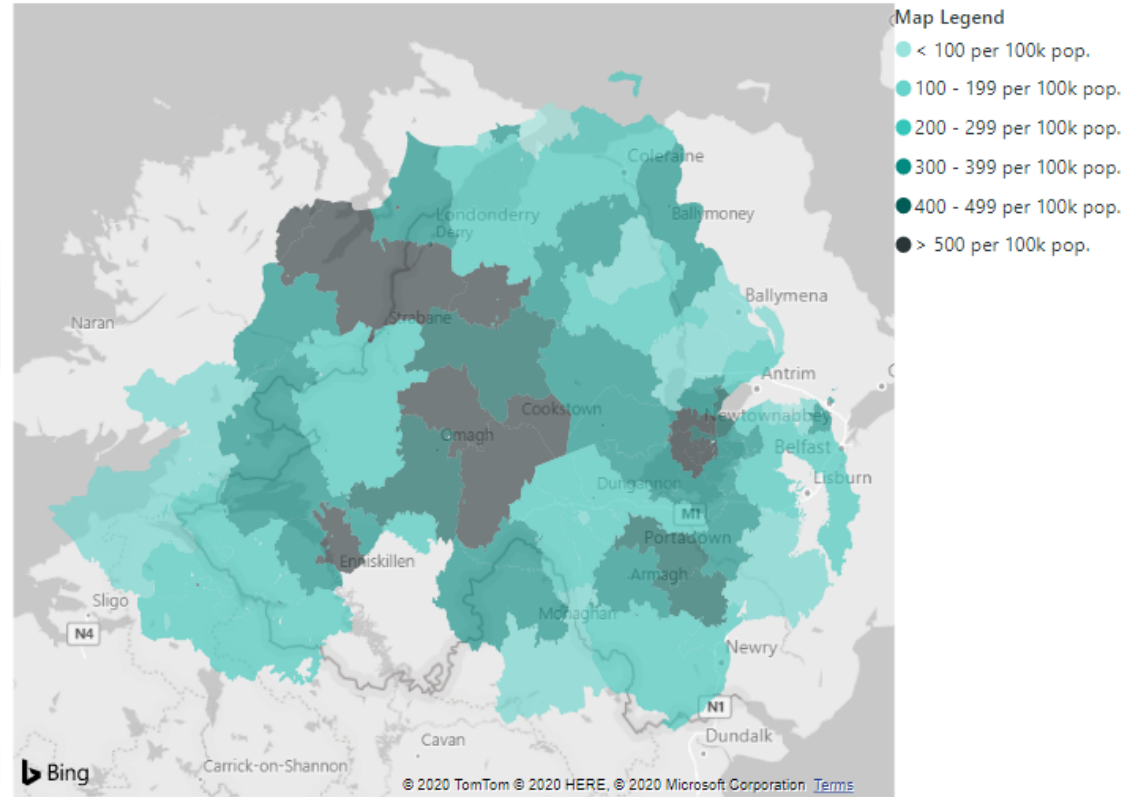 Map Legend
< 100 per 100k pop.
100 - 199 per 100k pop.
200 - 299 per 100k pop.
300 - 399 per 100k pop.
400 - 499 per 100k pop.
> 500 per 100k pop.
Coleraine
Londonderry
Derry
Ballymoney
Ballymena
Naran
Strabane
Antrim
Cookstown
Newtownabbey
Omagh
Belfast
Lisburn
Dungannon
M1
Portadown
Enniskillen
Armagh
Sligo
Monaghan
N4
Newry
N1
Dundalk
Cavan
Carrick-on-Shannon
Bing
© 2020 TomTom © 2020 HERE, © 2020 Microsoft Corporation Terms